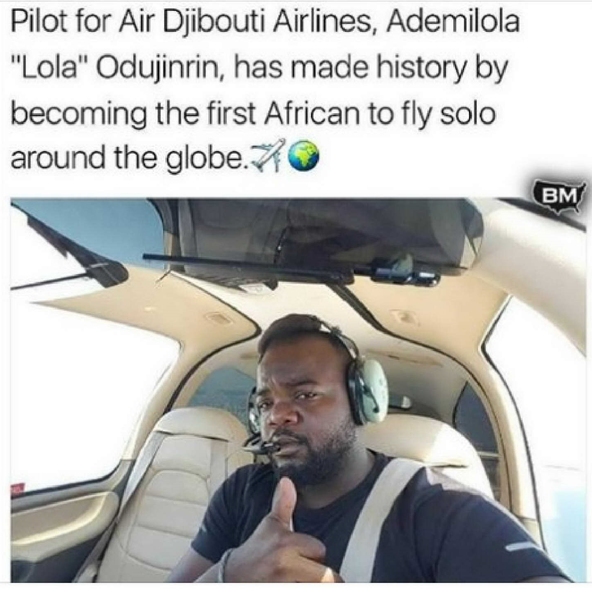 Pilot for Air Djibouti Airlines, Ademilola
"Lola" Odujinrin, has made history by
becoming the first African to fly solo
around the globe.✈️🌍
BM